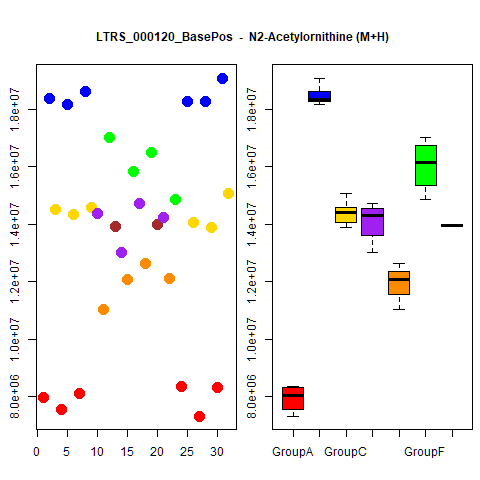 LTRS_000120_BasePos - N2-Acetylornithine (M+H)
1.8e+07
1.6e+07
1.4e+07
1.2e+07
1.0e+07
8.0e+06
0 5 10 15 20 25 30
1.8e+07
1.6e+07
1.4e+07
1.2e+07
1.0e+07
8.0e+06
GroupA GroupC GroupF